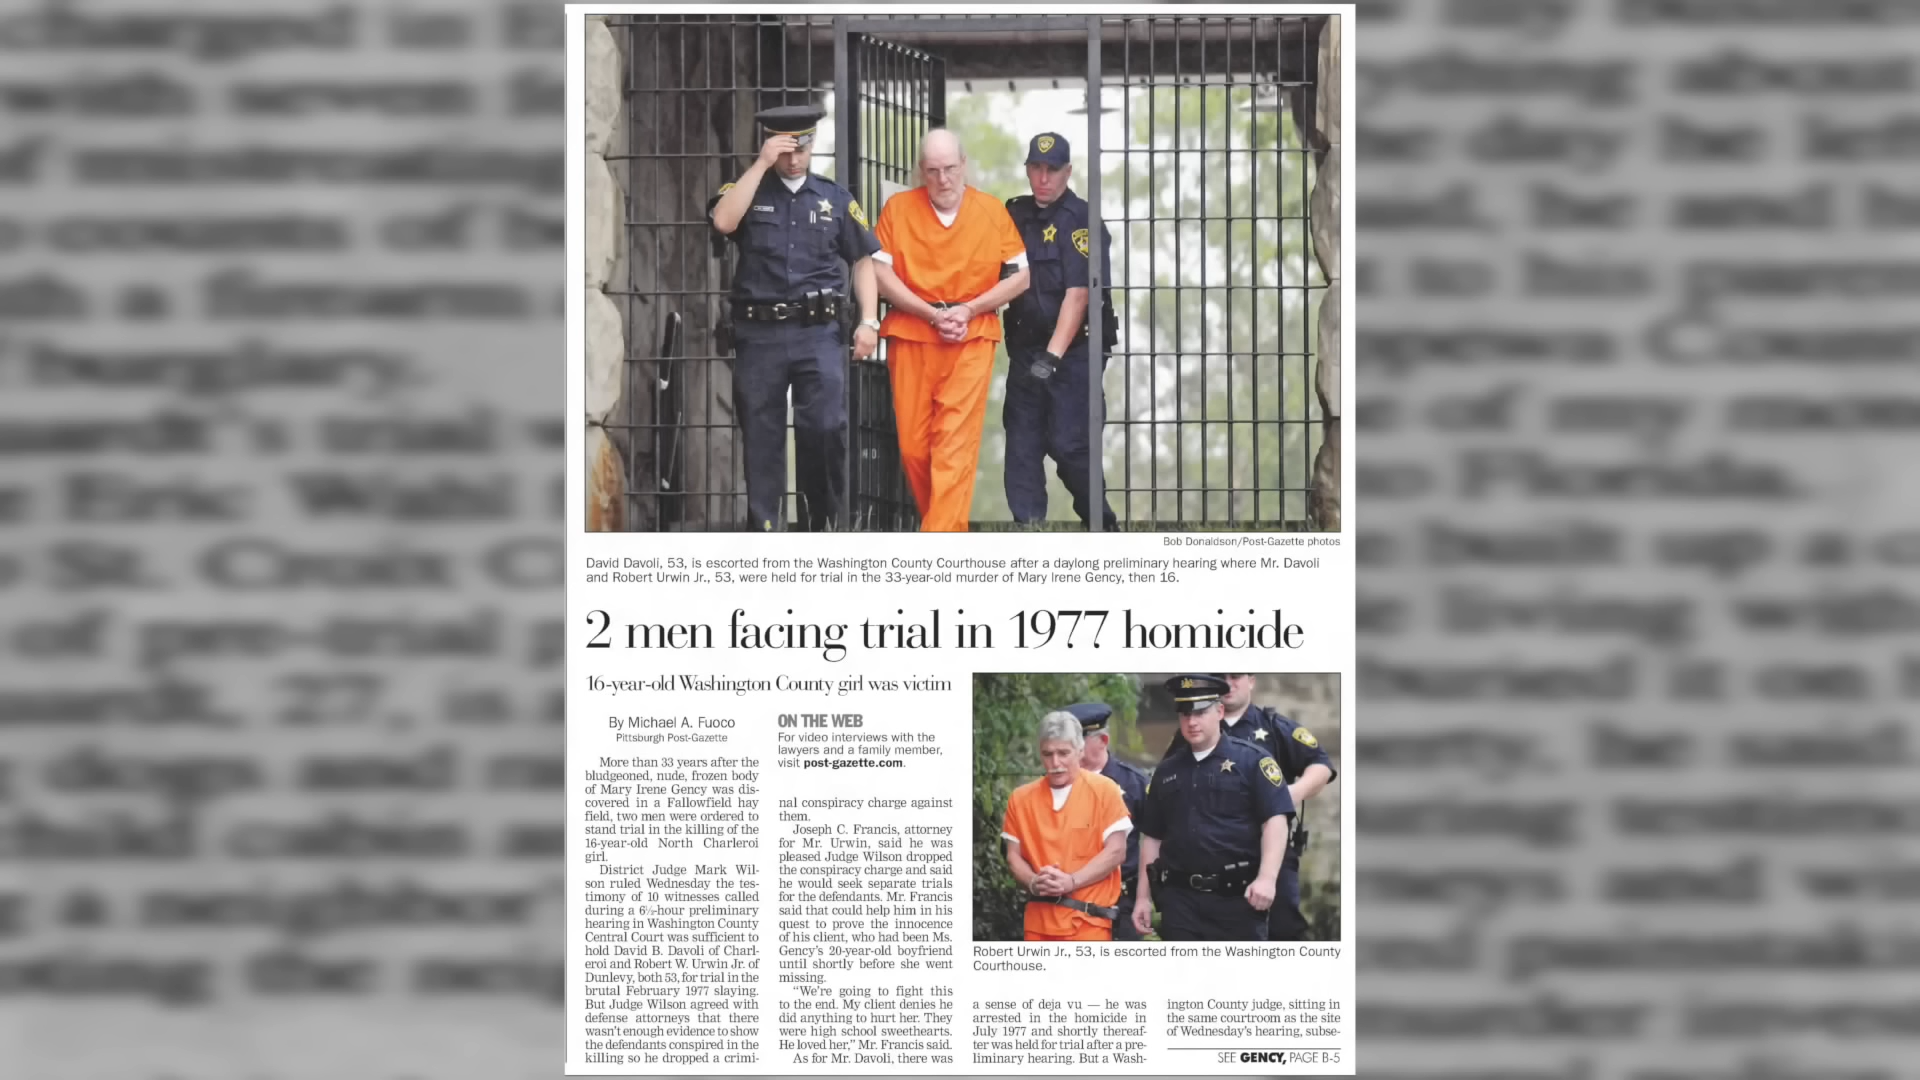 Bob Donaldson/Post-Gazette photos
David Davoli, 53, is escorted from the Washington County Courthouse after a daylong preliminary hearing where Mr. Davoli
and Robert Urwin Jr., 53, were held for trial in the 33-year-old murder of Mary Irene Gency, then 16.
2 men facing trial in 1977 homicide
16-year-old Washington County girl was victim
By Michael A. Fuoco
Pittsburgh Post-Gazette
More than 33 years after the
bludgeoned, nude, frozen body
of Mary Irene Gency was dis-
covered in a Fallowfield hay
field, two men were ordered to
stand trial in the killing of the
16-year-old North Charleroi
girl.
District Judge Mark Wil-
son ruled Wednesday the tes-
timony of 10 witnesses called
during a 6½-hour preliminary
hearing in Washington County
Central Court was sufficient to
hold David B. Davoli of Charl-
eroi and Robert W. Urwin Jr. of
Dunlevy, both 53, for trial in the
brutal February 1977 slaying.
But Judge Wilson agreed with
defense attorneys that there
wasn't enough evidence to show
the defendants conspired in the
killing so he dropped a crimi-
ON THE WEB
For video interviews with the
lawyers and a family member,
visit post-gazette.com.
nal conspiracy charge against
them.
Joseph C. Francis, attorney
for Mr. Urwin, said he was
pleased Judge Wilson dropped
the conspiracy charge and said
he would seek separate trials
for the defendants. Mr. Francis
said that could help him in his
quest to prove the innocence
of his client, who had been Ms.
Gency's 20-year-old boyfriend
until shortly before she went
missing.
"We're going to fight this
to the end. My client denies he
did anything to hurt her. They
were high school sweethearts.
He loved her," Mr. Francis said.
As for Mr. Davoli, there was
Robert Urwin Jr., 53, is escorted from the Washington County
Courthouse.
a sense of deja vu — he was
arrested in the homicide in
July 1977 and shortly thereaf-
ter was held for trial after a pre-
liminary hearing. But a Wash-
ington County judge, sitting in
the same courtroom as the site
of Wednesday's hearing, subse-
SEE GENCY, PAGE B-5